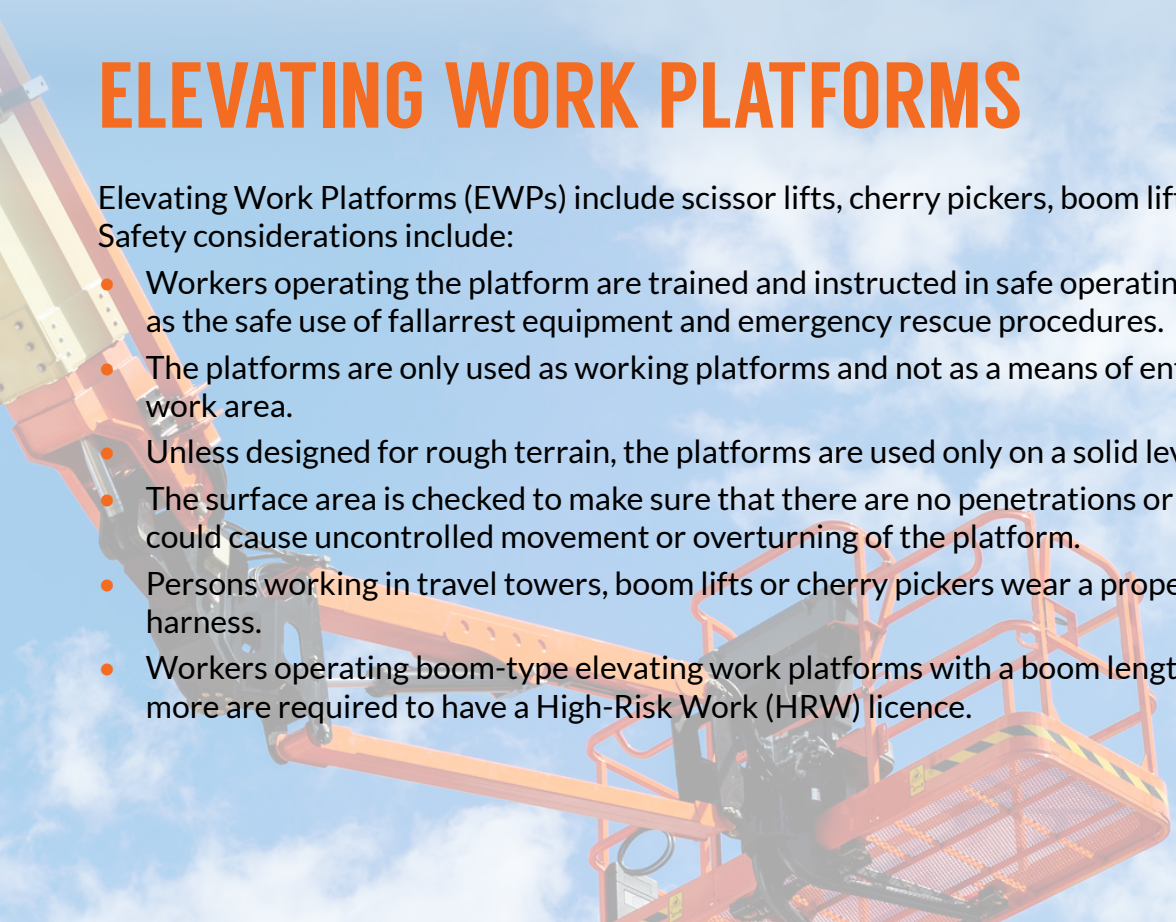 ELEVATING WORK PLATFORMS
Elevating Work Platforms (EWPs) include scissor lifts, cherry pickers, boom
Safety considerations include:
• Workers operating the platform are trained and instructed in safe
as the safe use of fallarrest equipment and emergency rescue procedures.
• The platforms are only used as working platforms and not as a means of
work area.
• Unless designed for rough terrain, the platforms are used only on a solid
• The surface area is checked to make sure that there are no penetrations or
could cause uncontrolled movement or overturning of the platform.
• Persons working in travel towers, boom lifts or cherry pickers wear a
harness.
• Workers operating boom-type elevating work platforms with a boom
more are required to have a High-Risk Work (HRW) licence.